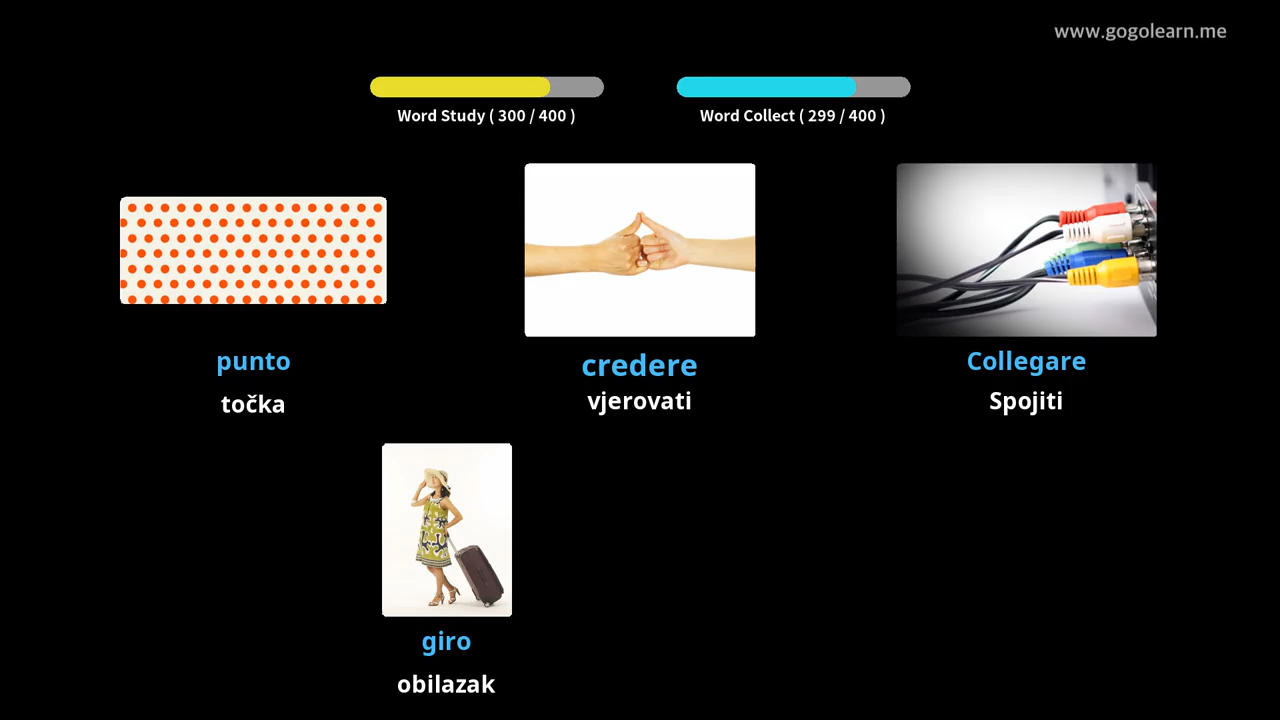 www.gogolearn.me
Word Study ( 300 / 400 )
Word Collect ( 299 / 400 )
punto
točka
credere
vjerovati
Collegare
Spojiti
giro
obilazak